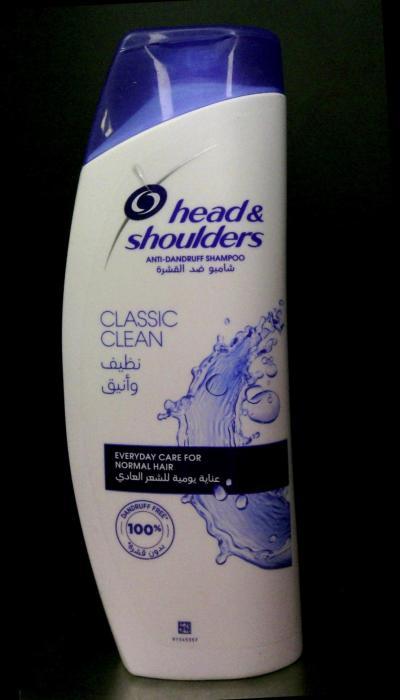 head &
shoulders
ANTI-DANDRUFF SHAMPOO
شامبو ضد القشرة
CLASSIC
CLEAN
نظيف
وأنيق
EVERYDAY CARE FOR
NORMAL HAIR
عناية يومية للشعر العادي
DANDRUFF FREE*
100%
بدون قشرة*